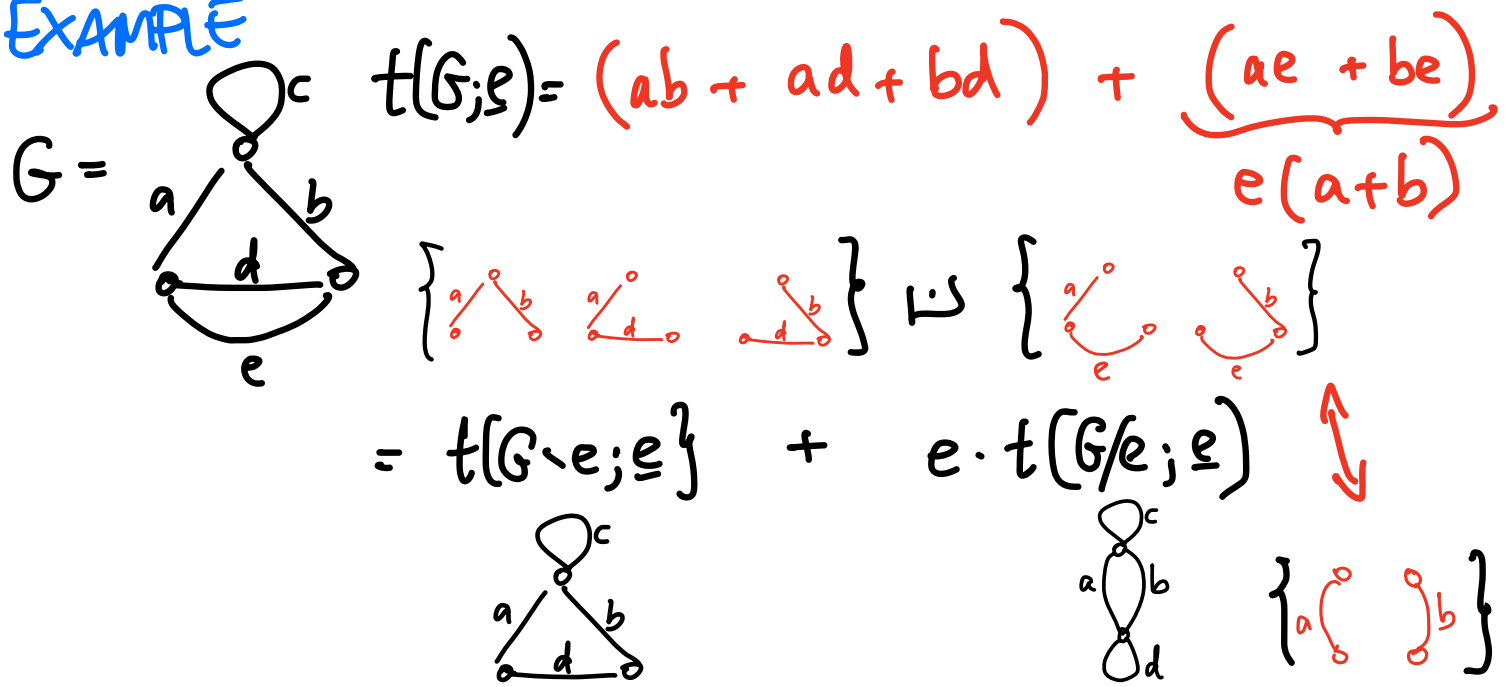 EXAMPLE
t(G;e) = (ab + ad + bd) + (ae + be)
e(a+b)
G =
c
a b
d
e
{ a b a d b d } ⊍ { a e b e }
= t(G∖e;e} + e·t(G/e;e)
c
a b
d
c
a b
d
{ a b }